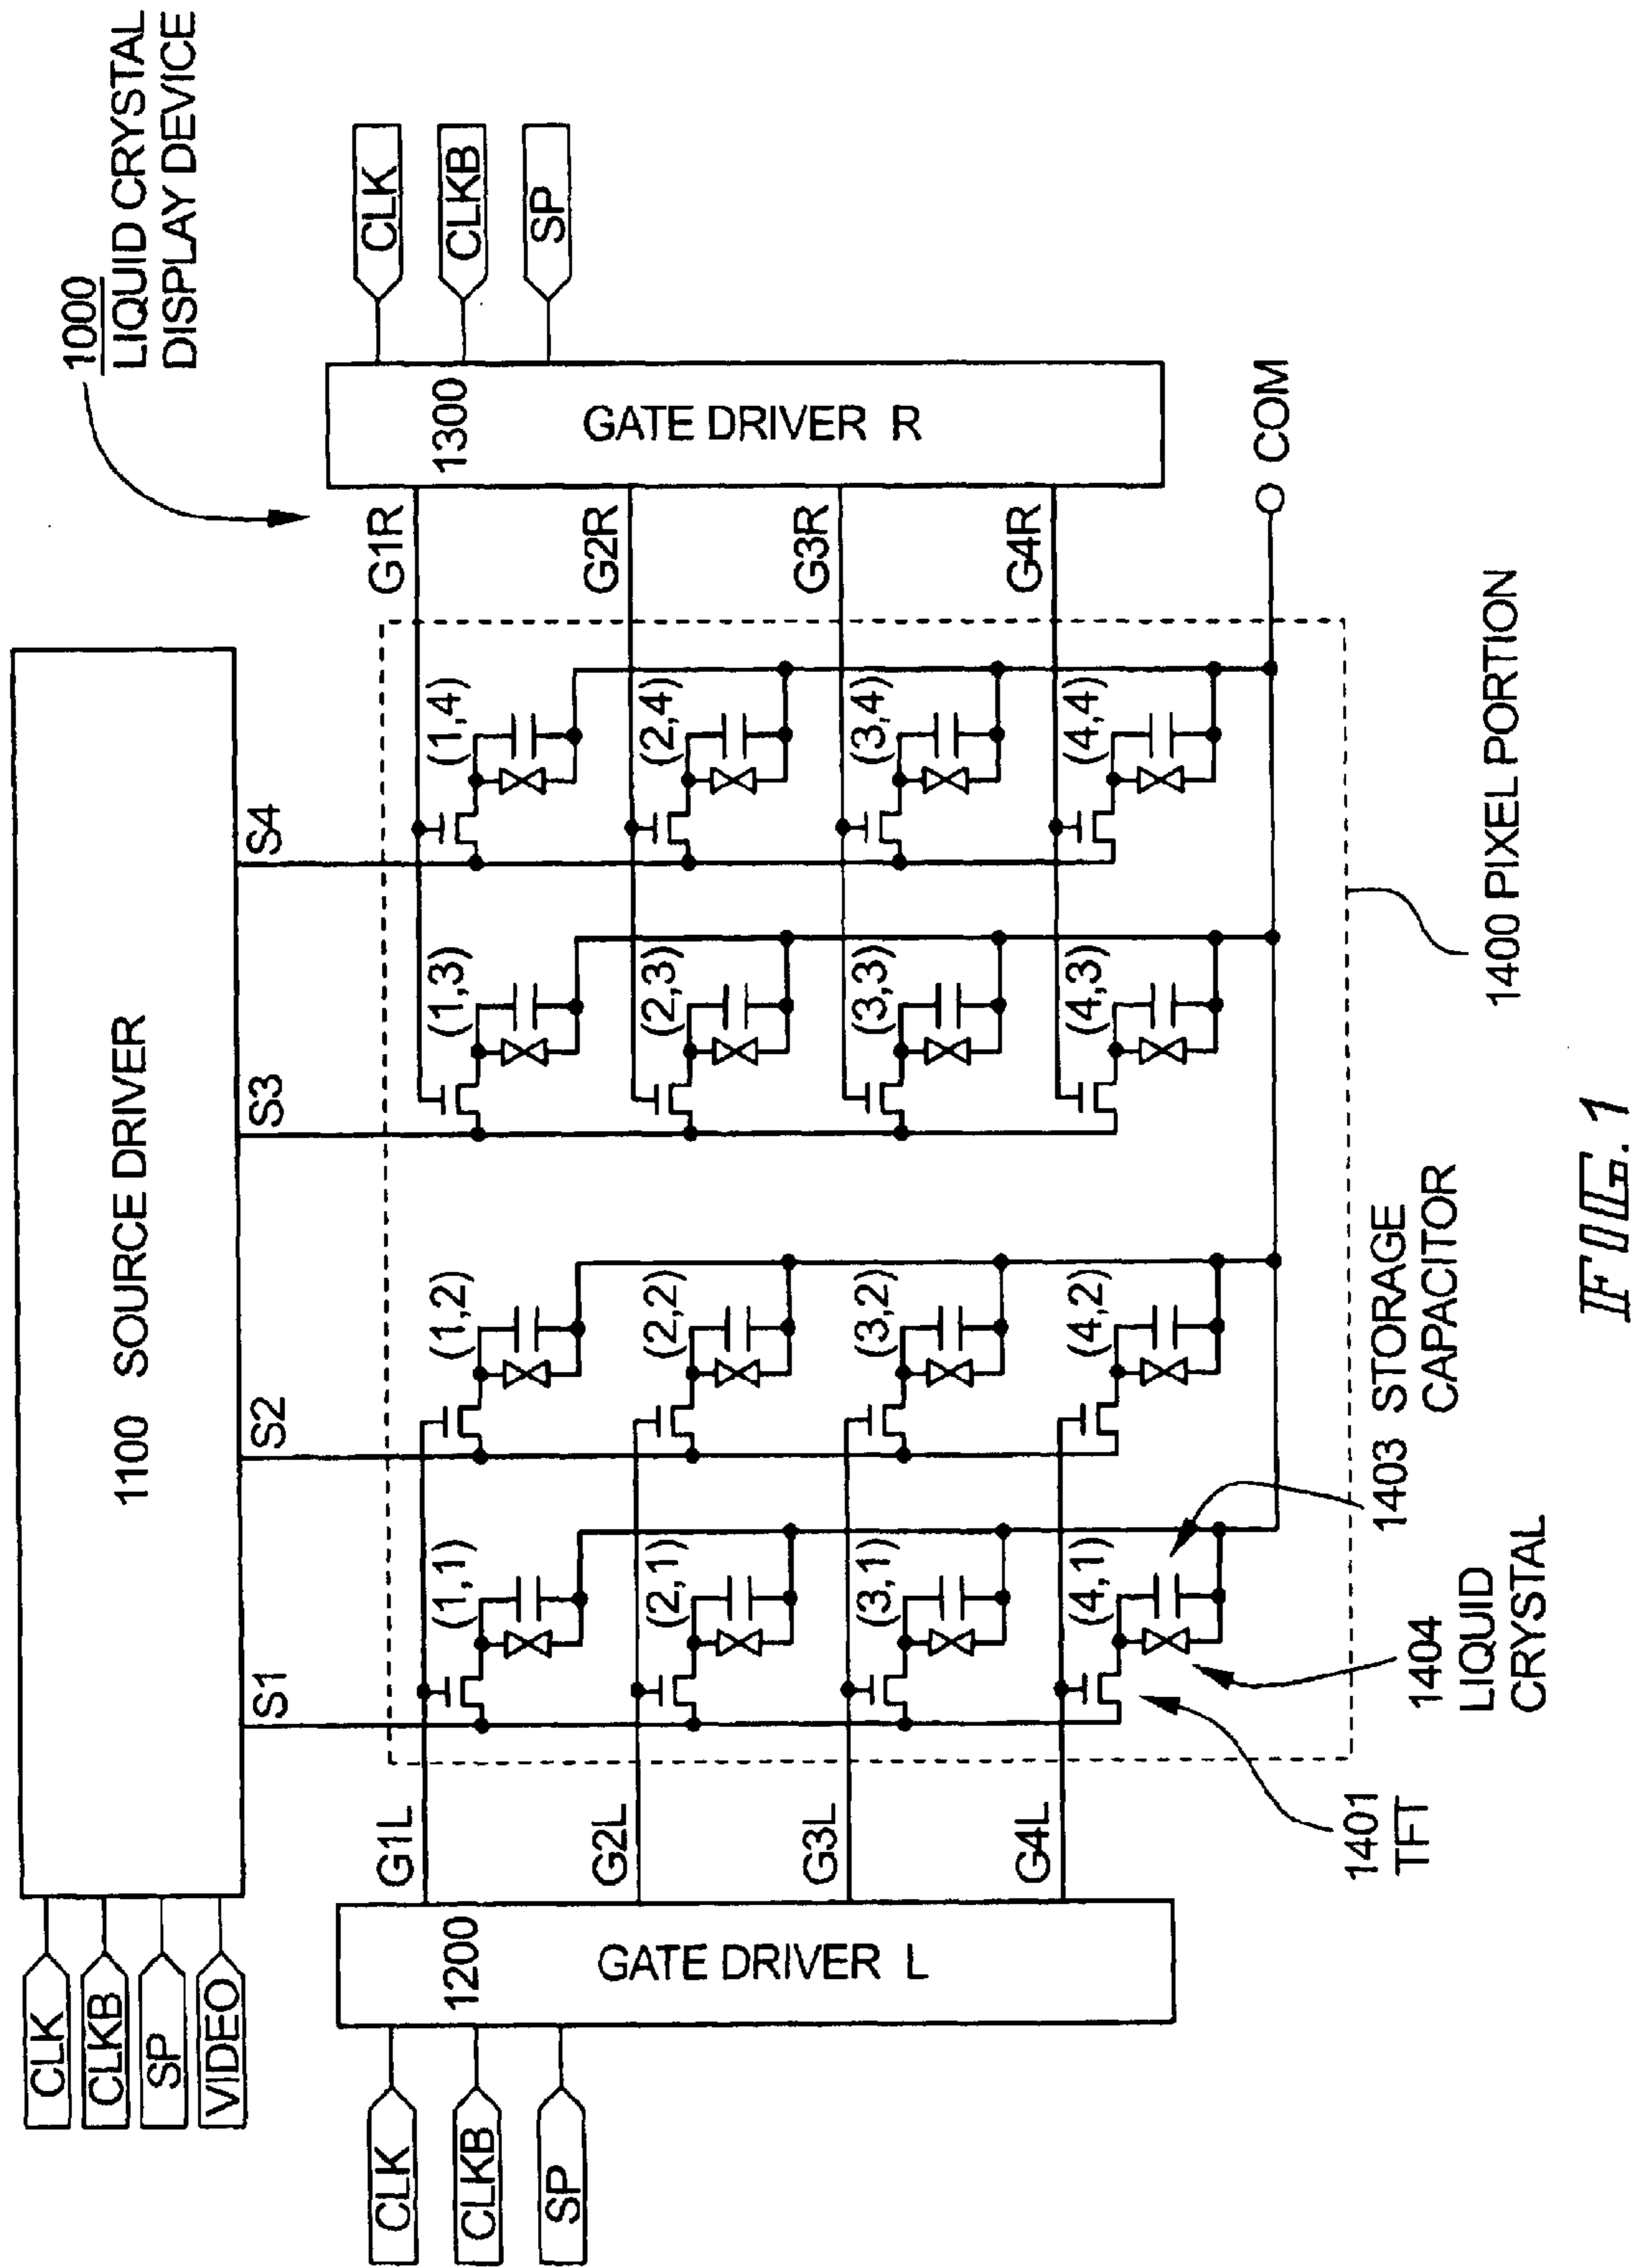 1000
LIQUID CRYSTAL
DISPLAY DEVICE
CLK
CLKB
SP
VIDEO
1100 SOURCE DRIVER
S1
S2
S3
S4
CLK
CLKB
SP
1200
GATE DRIVER L
G1L
G2L
G3L
G4L
(1,1)
(1,2)
(1,3)
(1,4)
(2,1)
(2,2)
(2,3)
(2,4)
(3,1)
(3,2)
(3,3)
(3,4)
(4,1)
(4,2)
(4,3)
(4,4)
G1R
G2R
G3R
G4R
1300
GATE DRIVER R
CLK
CLKB
SP
COM
1401
TFT
1404
LIQUID
CRYSTAL
1403 STORAGE
CAPACITOR
1400 PIXEL PORTION
FIG. 1